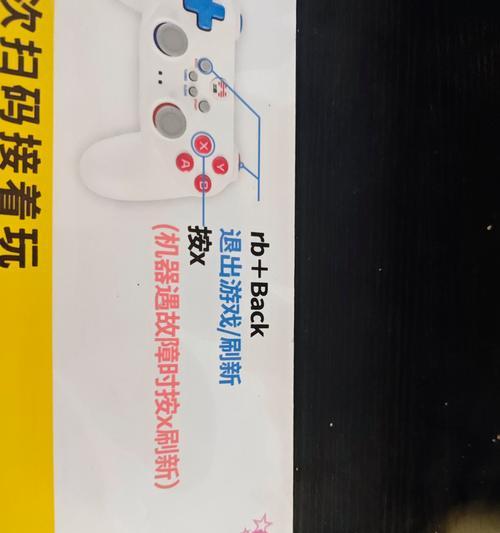 Y
X B
A
rb+Back
退出游戏/刷新
按x
(机器遇故障时按x刷新)
次扫码接着玩